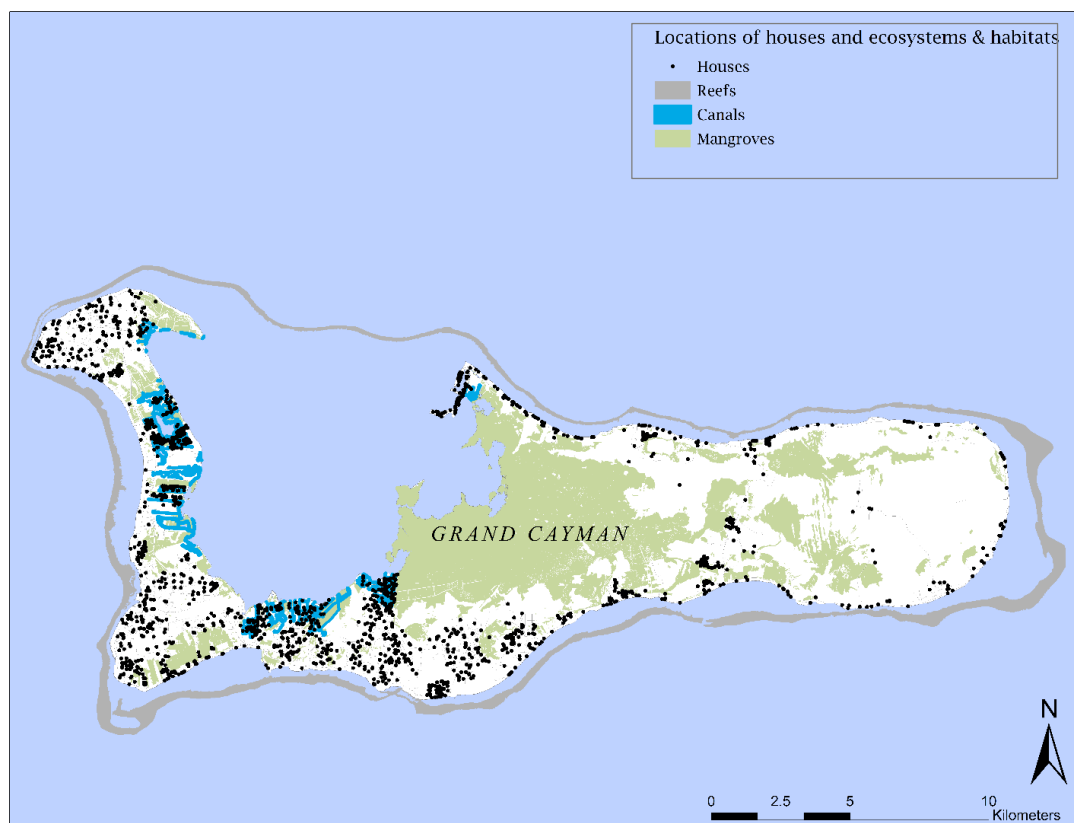 Locations of houses and ecosystems & habitats
Houses
Reefs
Canals
Mangroves
GRAND CAYMAN
N
0 2.5 5 10
Kilometers